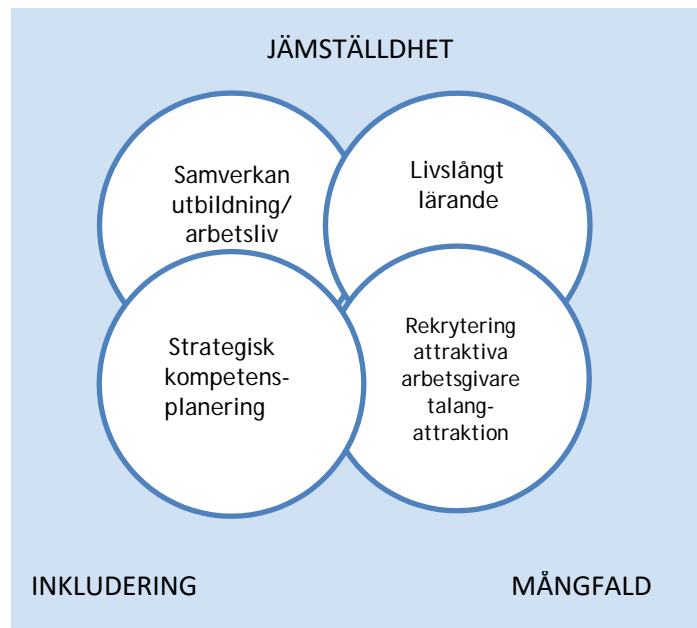 JÄMSTÄLLDHET
Samverkan
utbildning/
arbetsliv
Livslångt
lärande
Strategisk
kompetens-
planering
Rekrytering
attraktiva
arbetsgivare
talang-
attraktion
INKLUDERING
MÅNGFALD